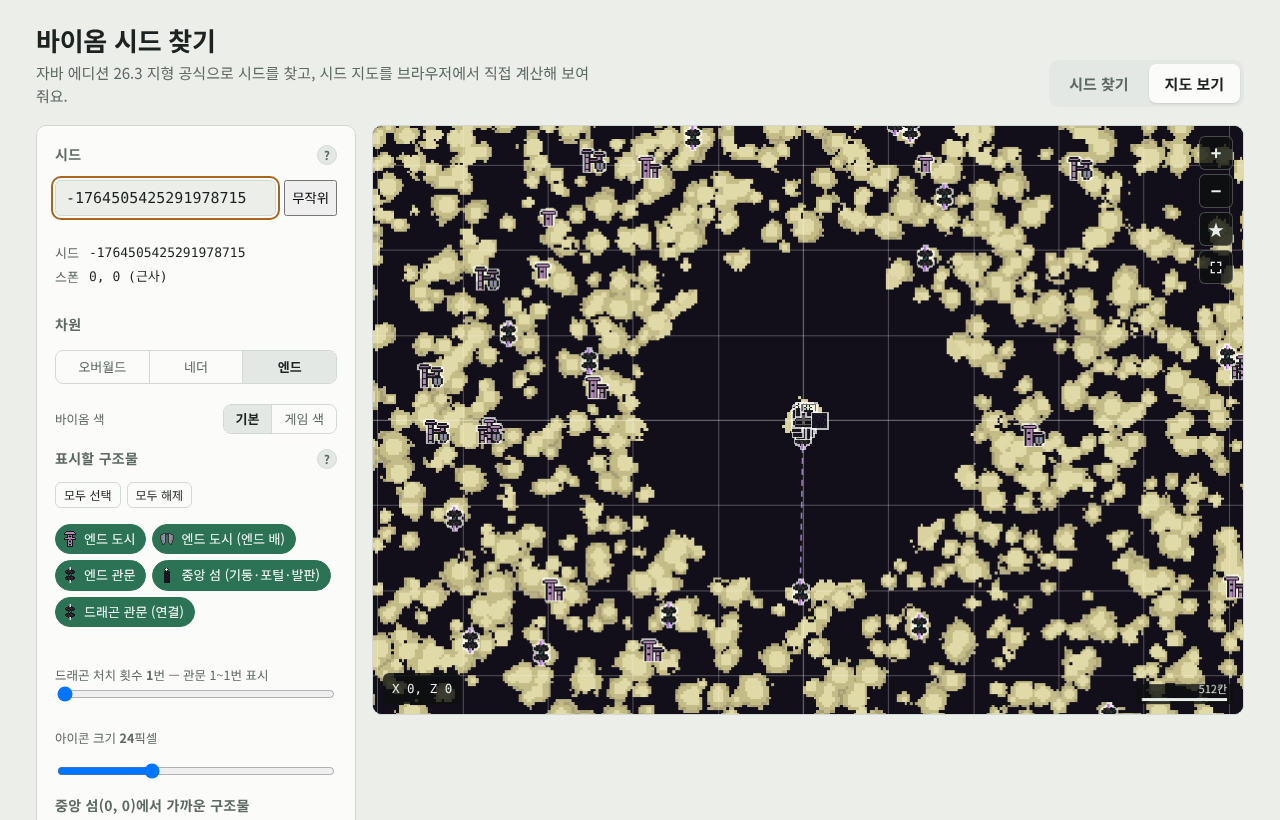 바이옴 시드 찾기
자바 에디션 26.3 지형 공식으로 시드를 찾고, 시드 지도를 브라우저에서 직접 계산해 보여
줘요.
시드 찾기
지도 보기
시드
?
-1764505425291978715
무작위
시드 -1764505425291978715
스폰 0, 0 (근사)
차원
오버월드
네더
엔드
바이옴 색
기본
게임 색
표시할 구조물
?
모두 선택
모두 해제
엔드 도시
엔드 도시 (엔드 배)
엔드 관문
중앙 섬 (기둥·포털·발판)
드래곤 관문 (연결)
드래곤 처치 횟수 1번 — 관문 1~1번 표시
아이콘 크기 24픽셀
중앙 섬(0, 0)에서 가까운 구조물
+
−
★
X 0, Z 0
512칸